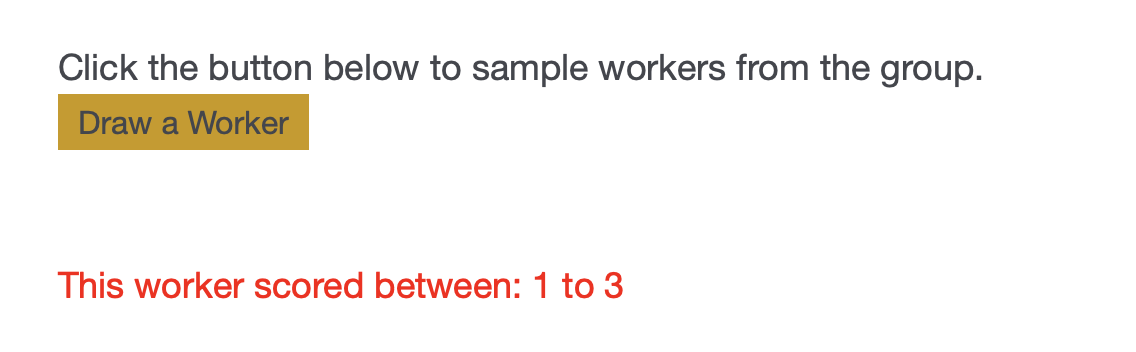 Click the button below to sample workers from the group.
Draw a Worker
This worker scored between: 1 to 3